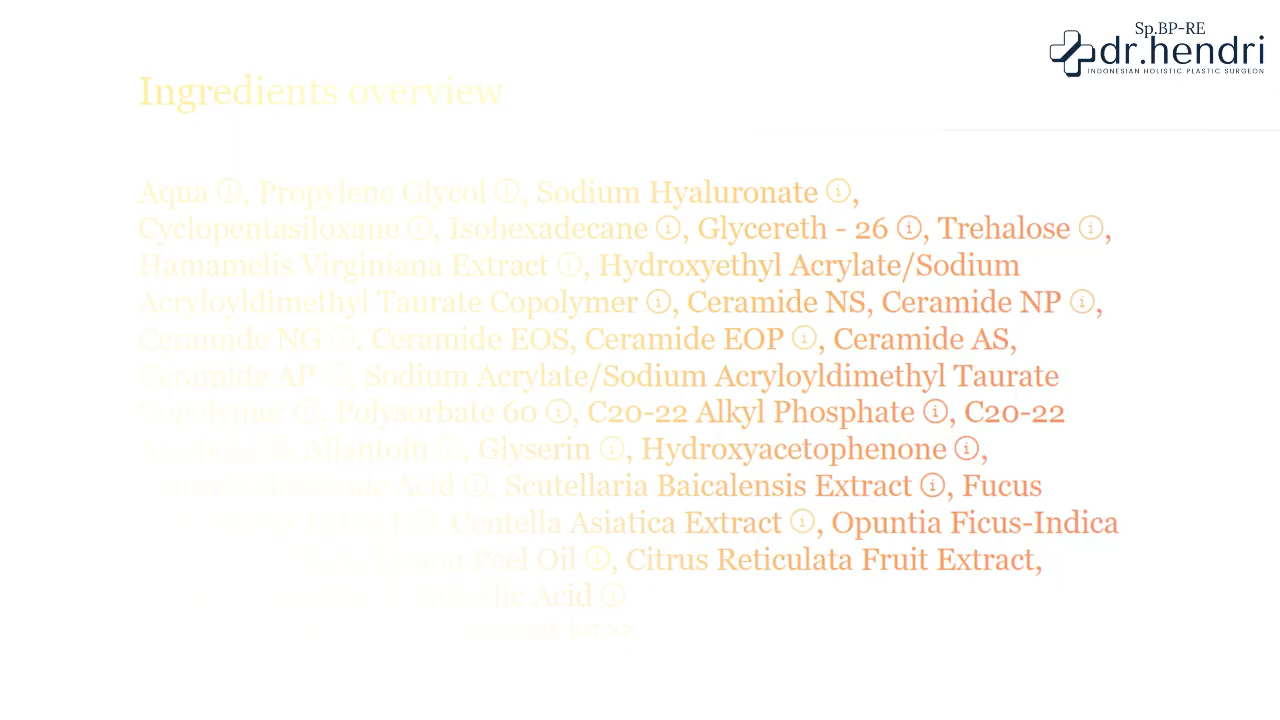 Sp.BP-RE
dr.hendri
INDONESIAN HOLISTIC PLASTIC SURGEON
Ingredients overview
Aqua ⓘ, Propylene Glycol ⓘ, Sodium Hyaluronate ⓘ,
Cyclopentasiloxane ⓘ, Isohexadecane ⓘ, Glycereth - 26 ⓘ, Trehalose ⓘ,
Hamamelis Virginiana Extract ⓘ, Hydroxyethyl Acrylate/Sodium
Acryloyldimethyl Taurate Copolymer ⓘ, Ceramide NS, Ceramide NP ⓘ,
Ceramide NG ⓘ, Ceramide EOS, Ceramide EOP ⓘ, Ceramide AS,
Ceramide AP ⓘ, Sodium Acrylate/Sodium Acryloyldimethyl Taurate
Copolymer ⓘ, Polysorbate 60 ⓘ, C20-22 Alkyl Phosphate ⓘ, C20-22
Allantoin ⓘ, Glyserin ⓘ, Hydroxyacetophenone ⓘ,
Acid ⓘ, Scutellaria Baicalensis Extract ⓘ, Fucus
Centella Asiatica Extract ⓘ, Opuntia Ficus-Indica
Peel Oil ⓘ, Citrus Reticulata Fruit Extract,
Acid ⓘ